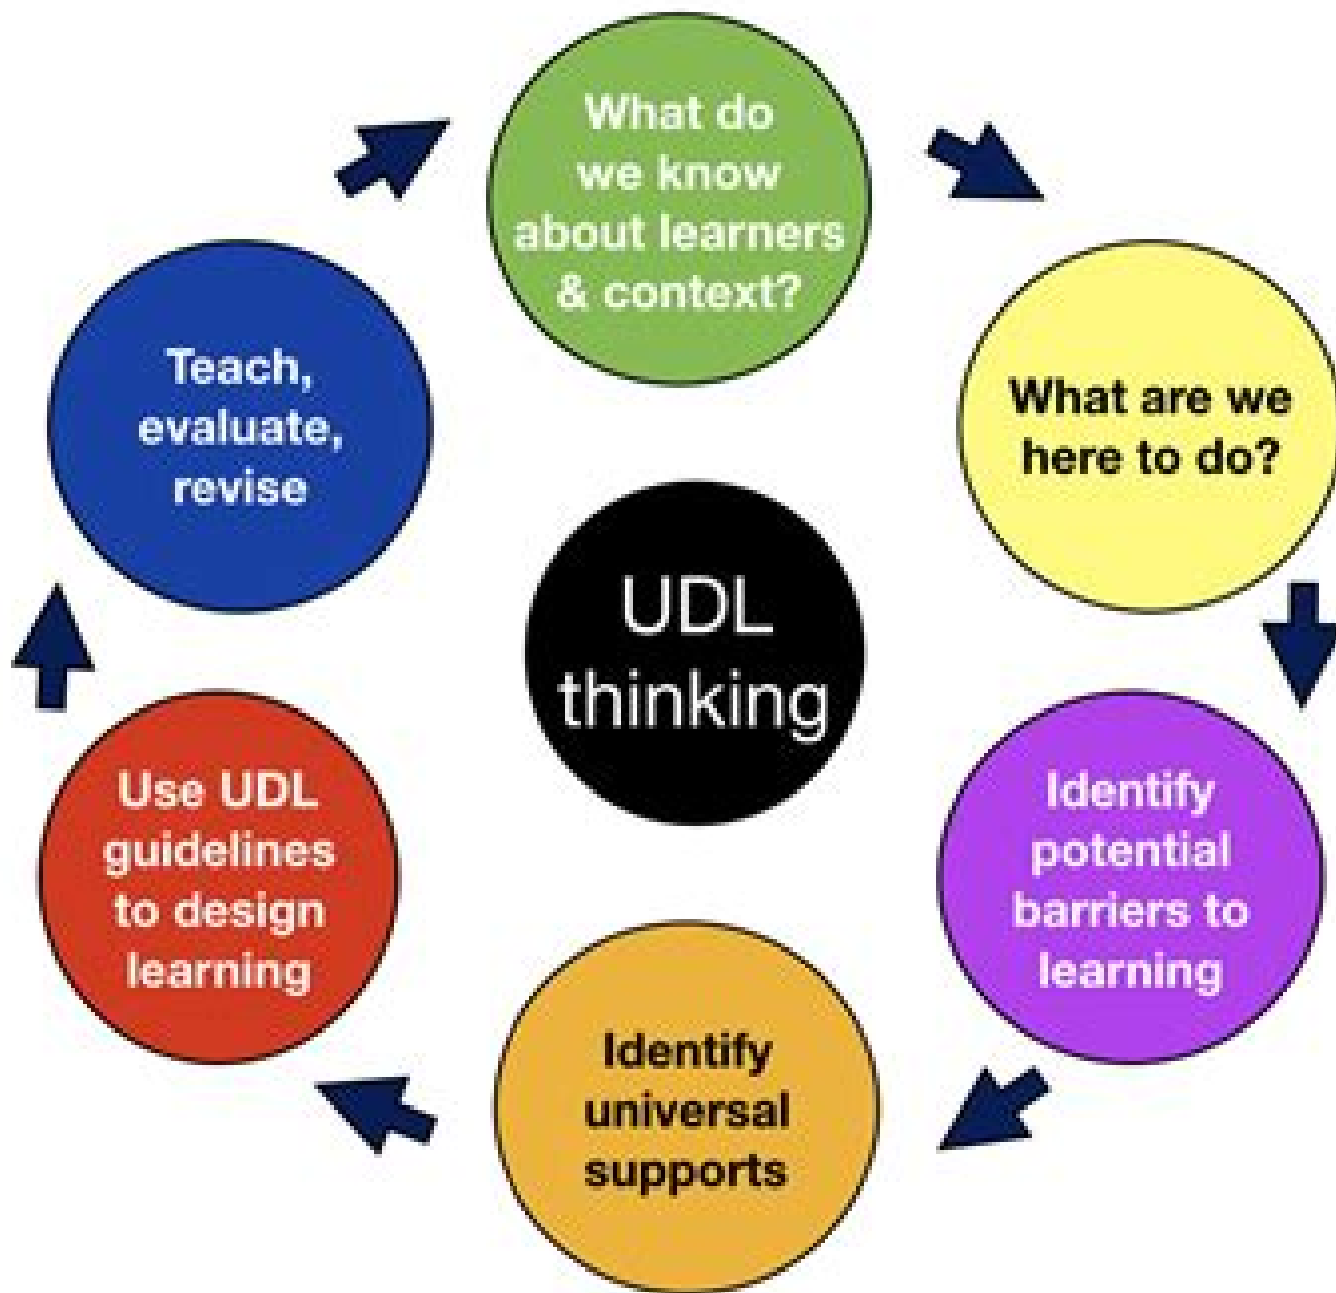 What do
we know
about learners
& context?
What are we
here to do?
Identify
potential
barriers to
learning
Identify
universal
supports
Use UDL
guidelines
to design
learning
Teach,
evaluate,
revise
UDL
thinking